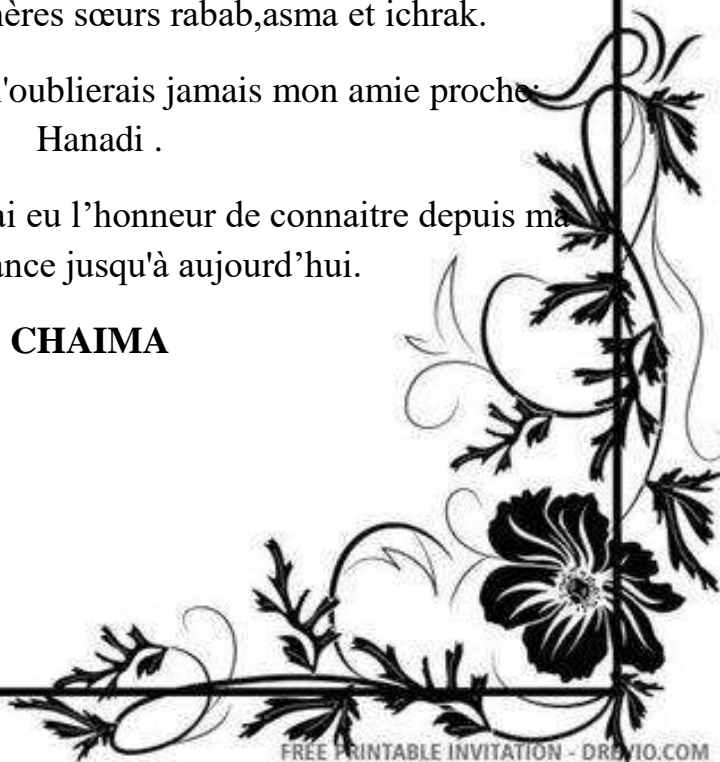 ères sœurs rabab,asma et ichrak.
'oublierais jamais mon amie proche:
Hanadi .
ai eu l’honneur de connaitre depuis ma
ance jusqu'à aujourd’hui.
CHAIMA
FREE PRINTABLE INVITATION - DREVIO.COM